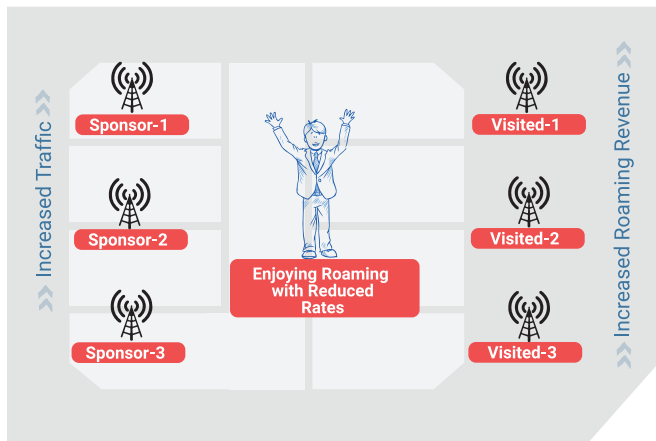 Increased Traffic
Sponsor-1
Sponsor-2
Sponsor-3
Enjoying Roaming
with Reduced
Rates
Visited-1
Visited-2
Visited-3
Increased Roaming Revenue